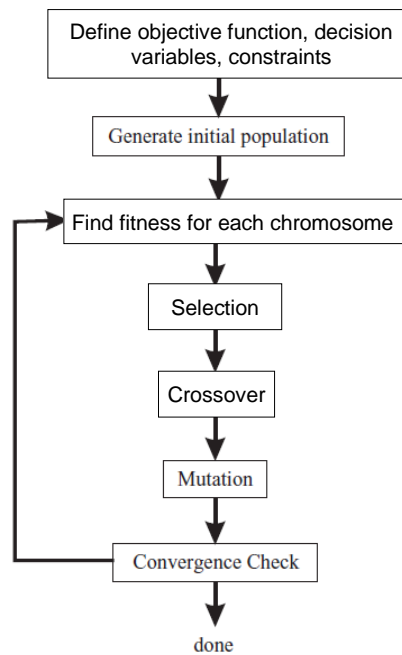 Define objective function, decision
variables, constraints
Generate initial population
Find fitness for each chromosome
Selection
Crossover
Mutation
Convergence Check
done